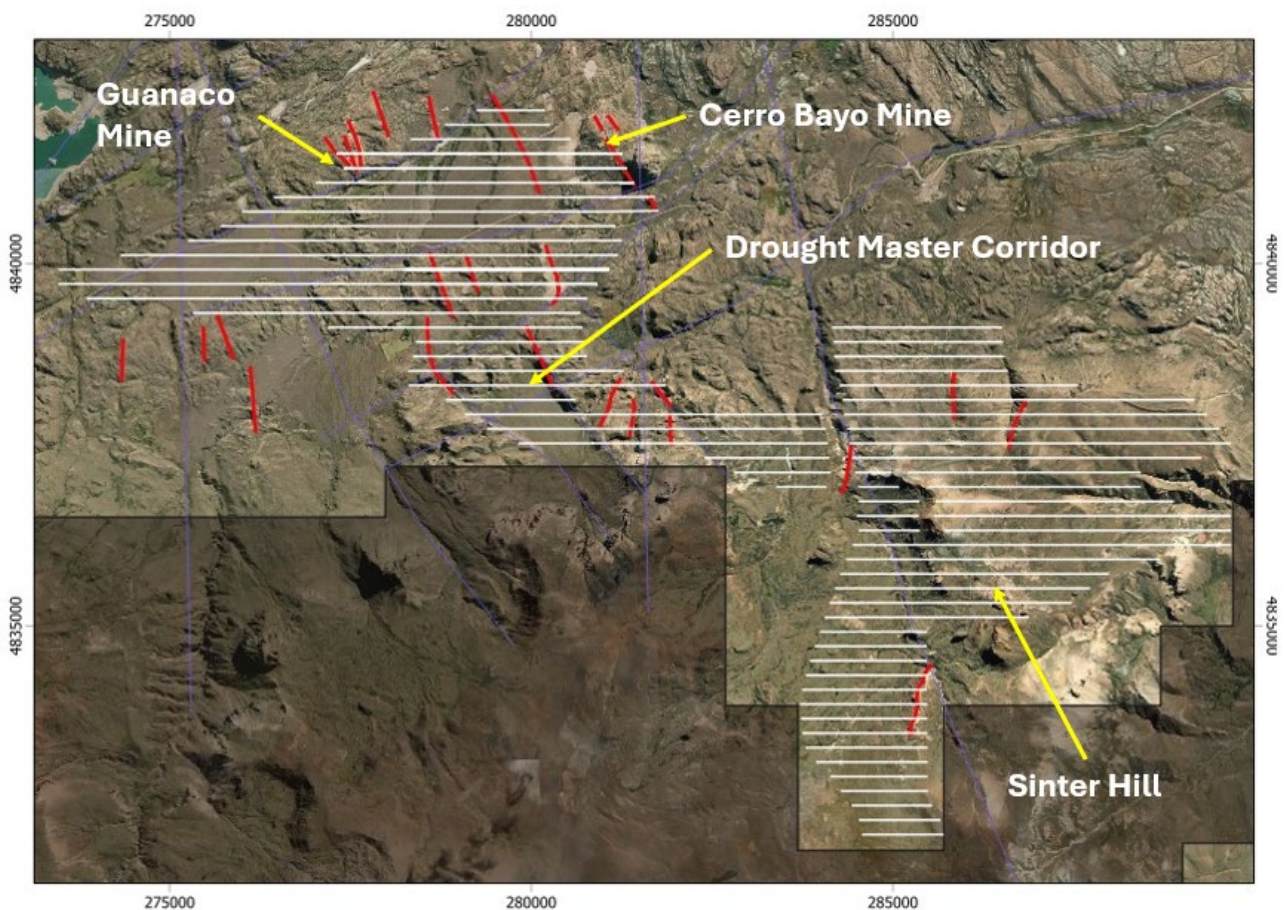 275000
280000
285000
Guanaco
Mine
Cerro Bayo Mine
Drought Master Corridor
4840000
4840000
4835000
4835000
Sinter Hill
275000
280000
285000